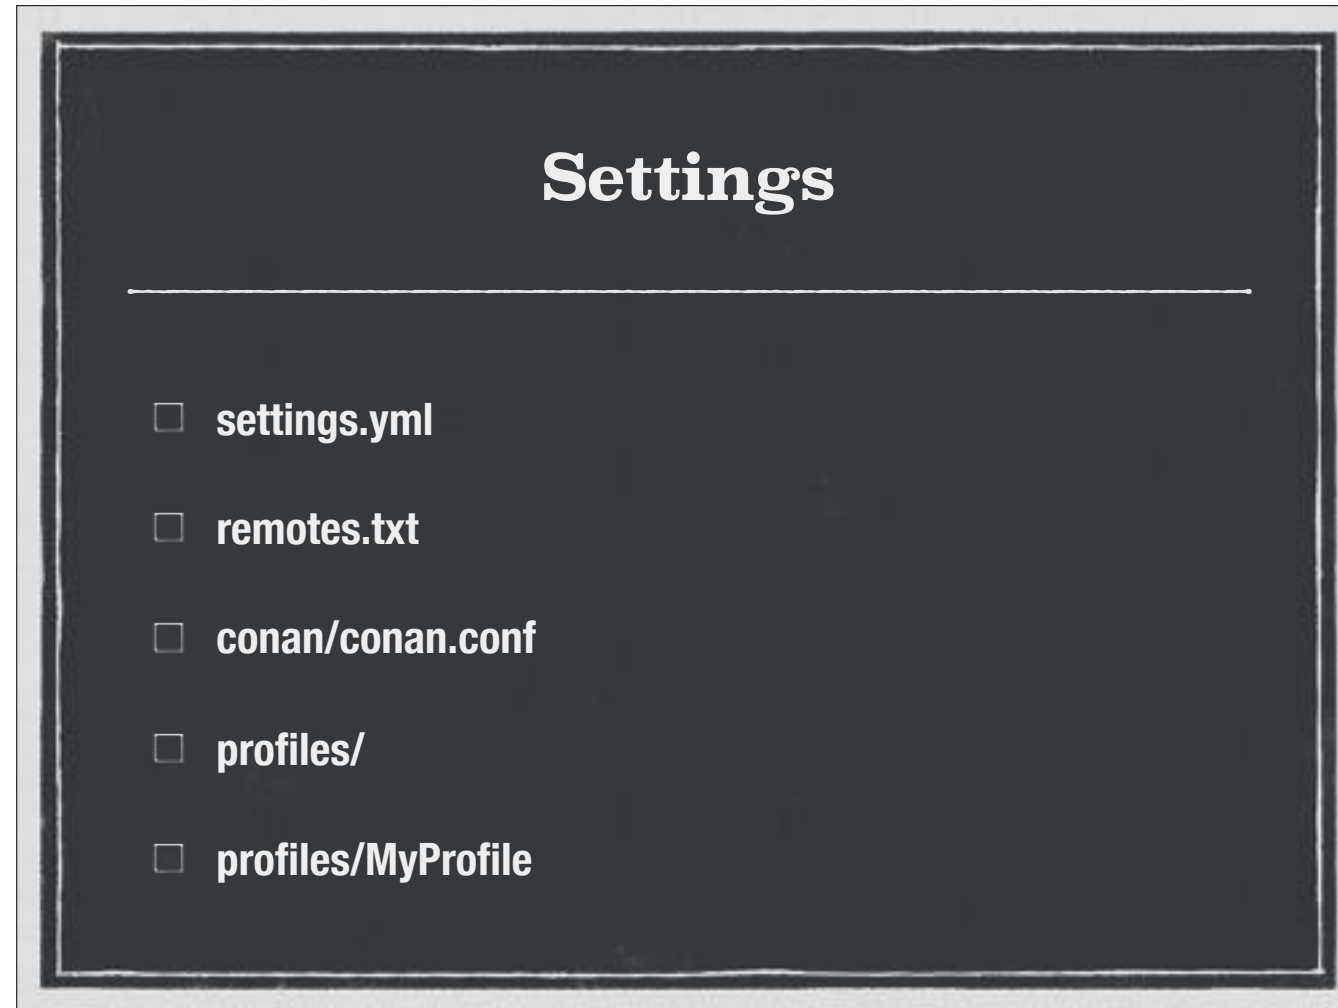 Settings
settings.yml
remotes.txt
conan/conan.conf
profiles/
profiles/MyProfile